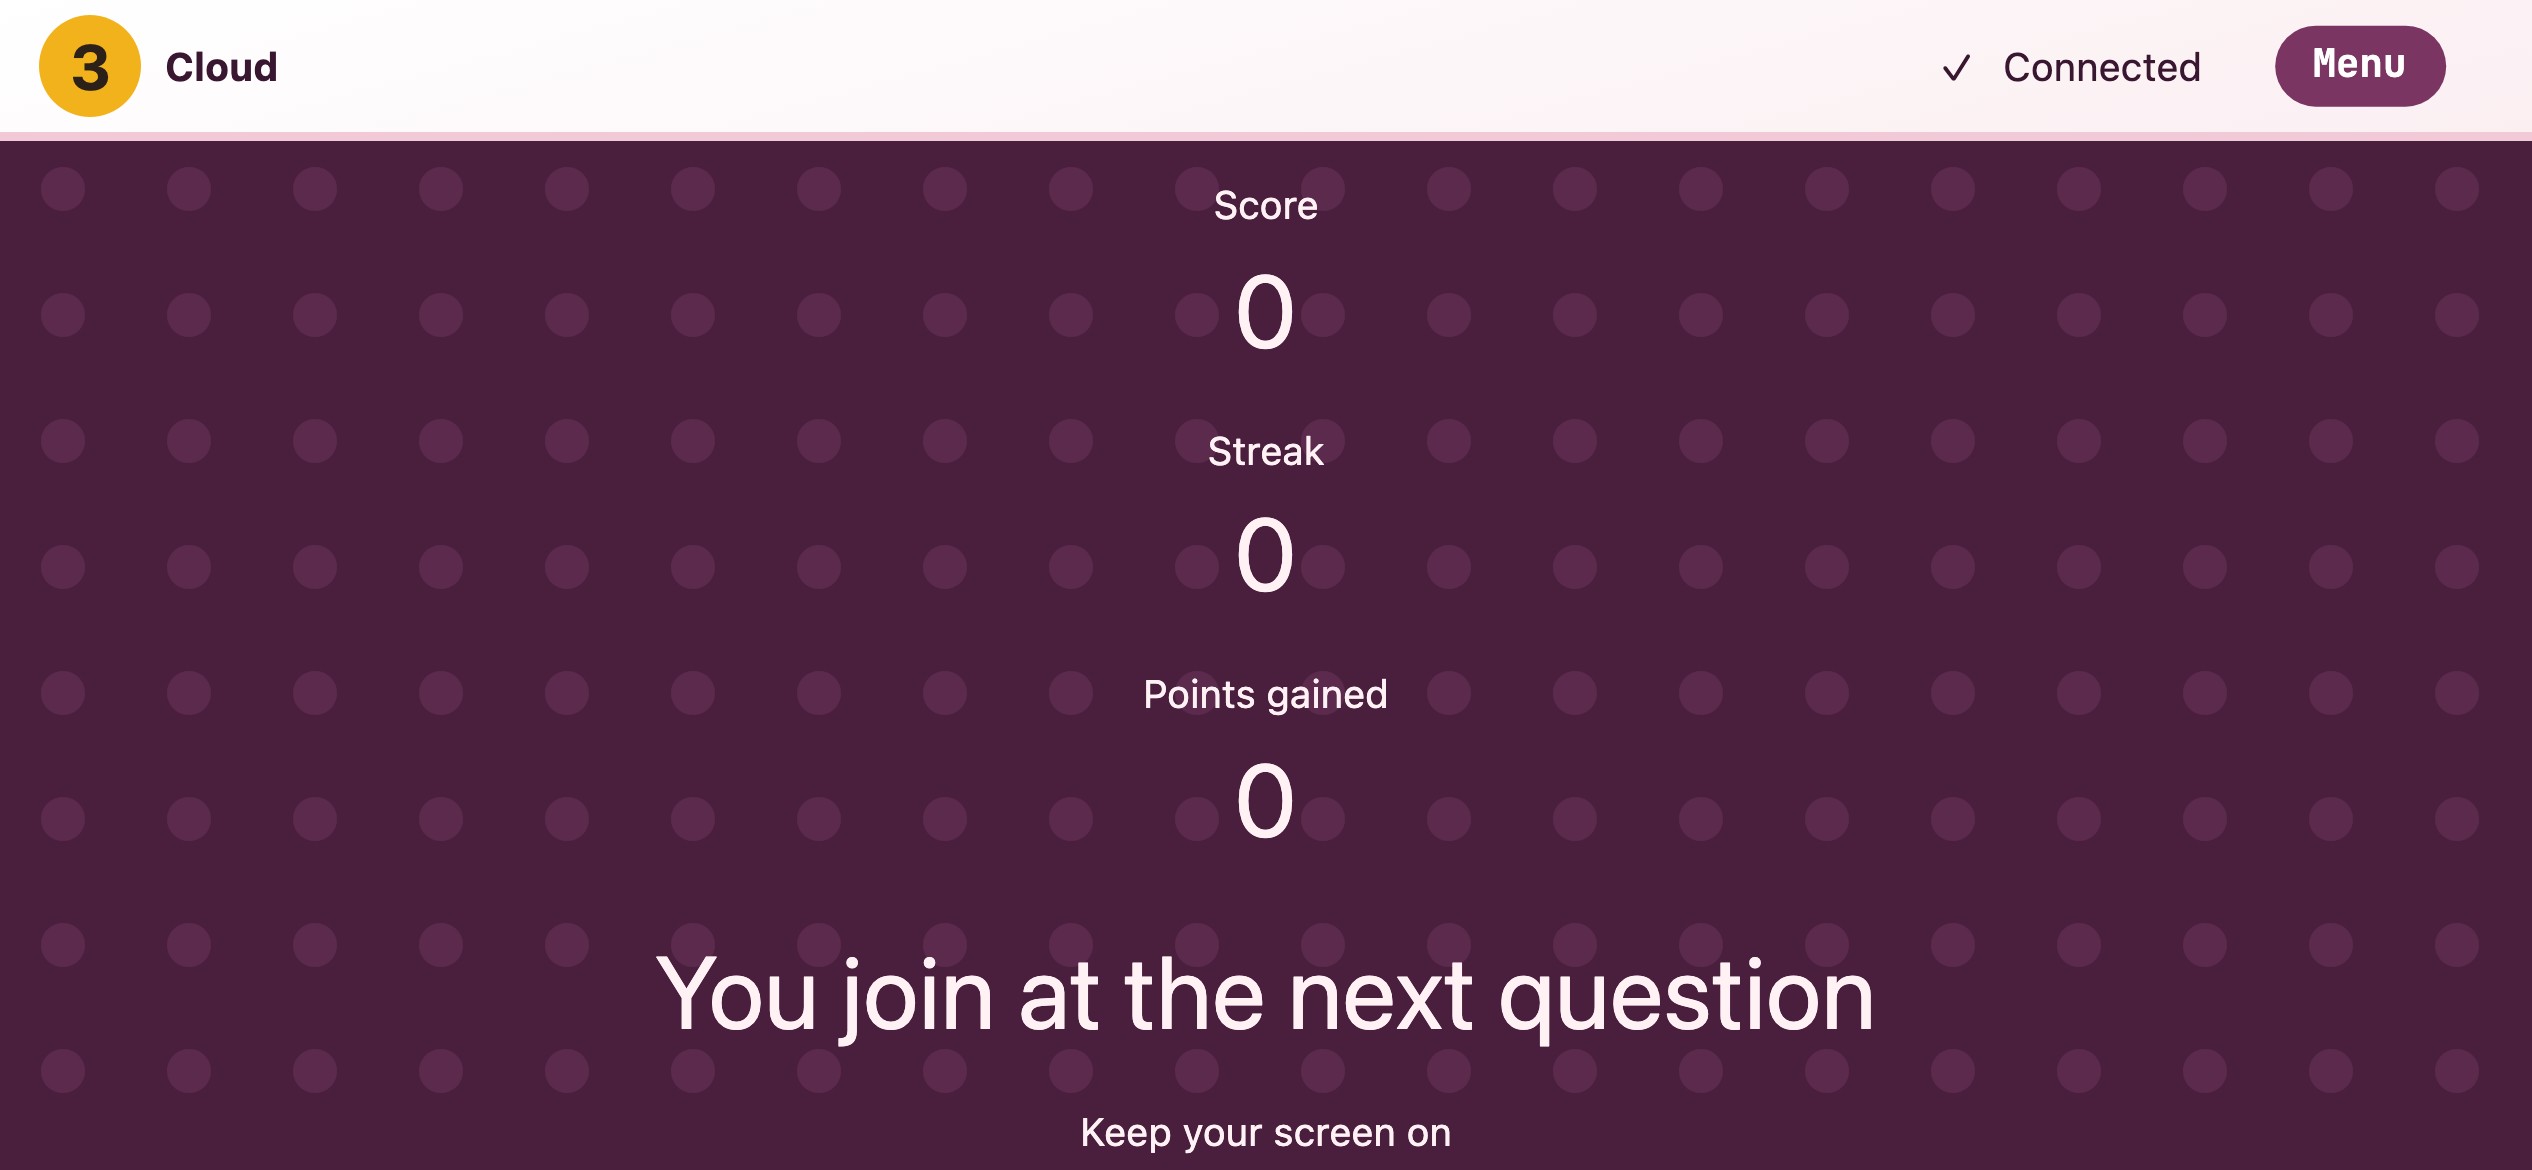 3 Cloud ✓ Connected Menu
Score
0
Streak
0
Points gained
0
You join at the next question
Keep your screen on